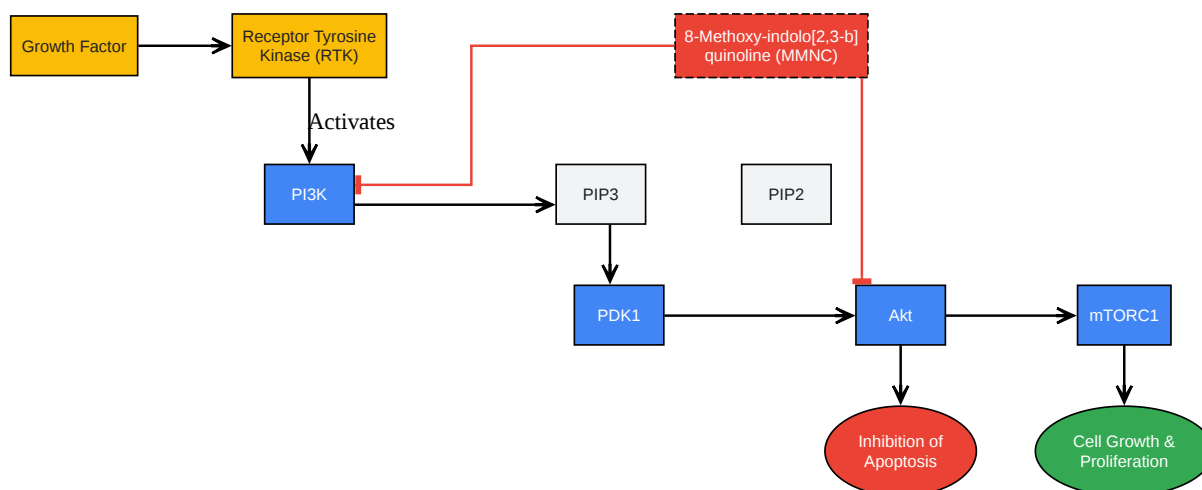 Growth Factor
Receptor Tyrosine
Kinase (RTK)
8-Methoxy-indolo[2,3-b]
quinoline (MMNC)
Activates
PI3K
PIP3
PIP2
PDK1
Akt
mTORC1
Inhibition of
Apoptosis
Cell Growth &
Proliferation